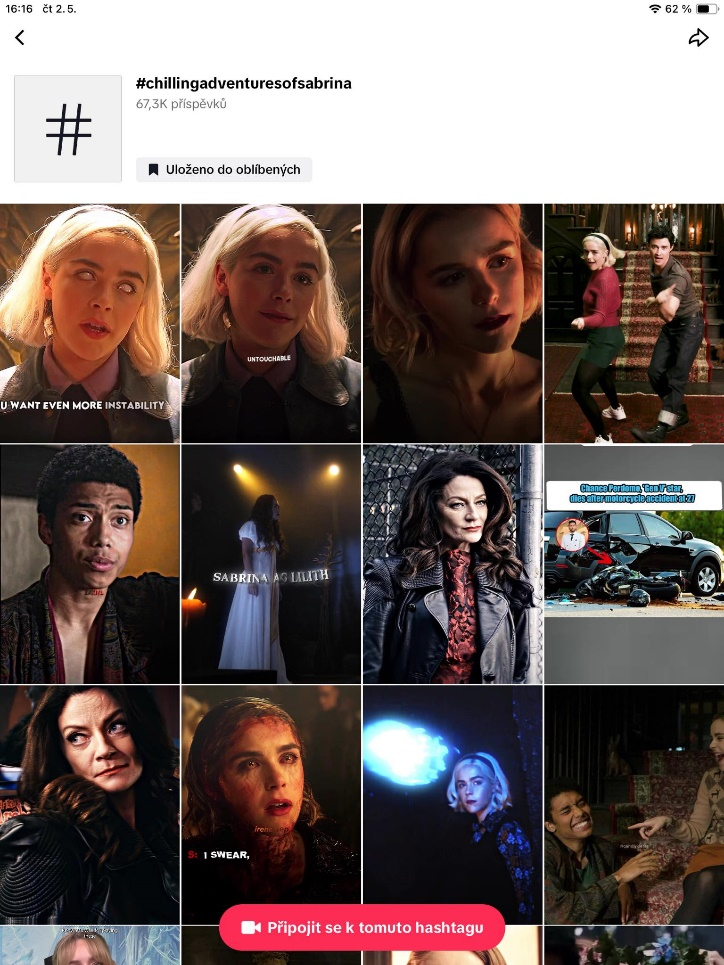 16:16 čt 2. 5.
62 %
#chillingadventuresofsabrina
67,3K příspěvků
Uloženo do oblíbených
U WANT EVEN MORE INSTABILITY
UNTOUCHABLE
SABRINA AS LILITH
Chance Perdomo, 'Gen V' star,
dies after motorcycle accident at 27
S: I SWEAR,
Připojit se k tomuto hashtagu